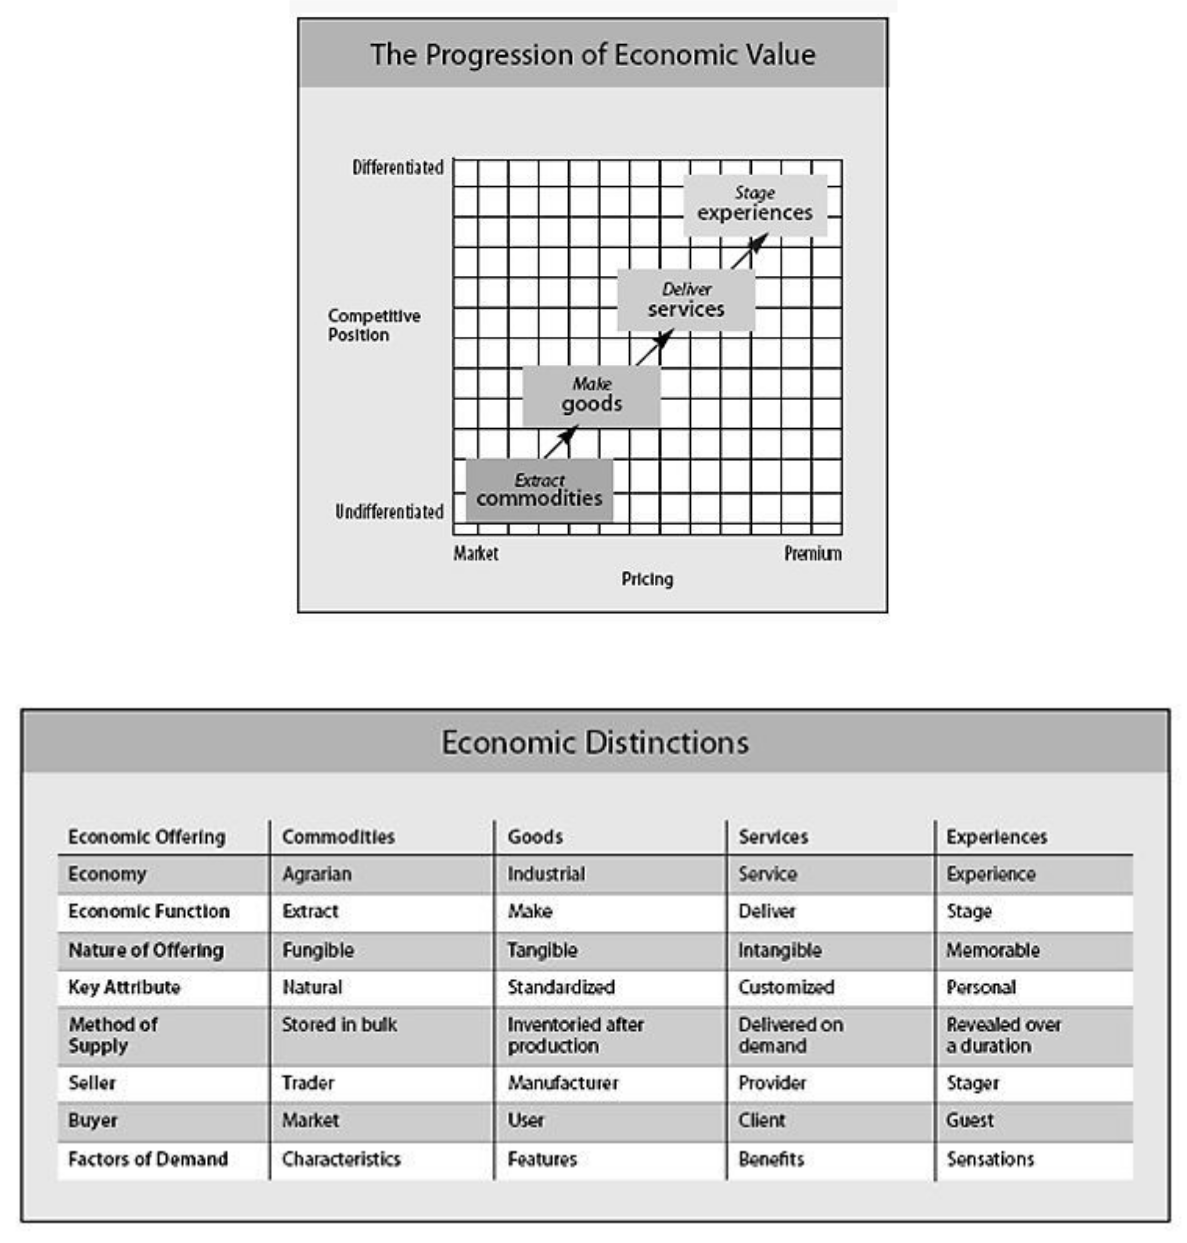 The Progression of Economic Value
Differentiated
Stage
experiences
Deliver
services
Competitive
Position
Make
goods
Extract
commodities
Undifferentiated
Market
Premium
Pricing
Economic Distinctions
Economic Offering Commodities Goods Services Experiences
Economy Agrarian Industrial Service Experience
Economic Function Extract Make Deliver Stage
Nature of Offering Fungible Tangible Intangible Memorable
Key Attribute Natural Standardized Customized Personal
Method of Stored in bulk Inventoried after Delivered on Revealed over
Supply production demand a duration
Seller Trader Manufacturer Provider Stager
Buyer Market User Client Guest
Factors of Demand Characteristics Features Benefits Sensations